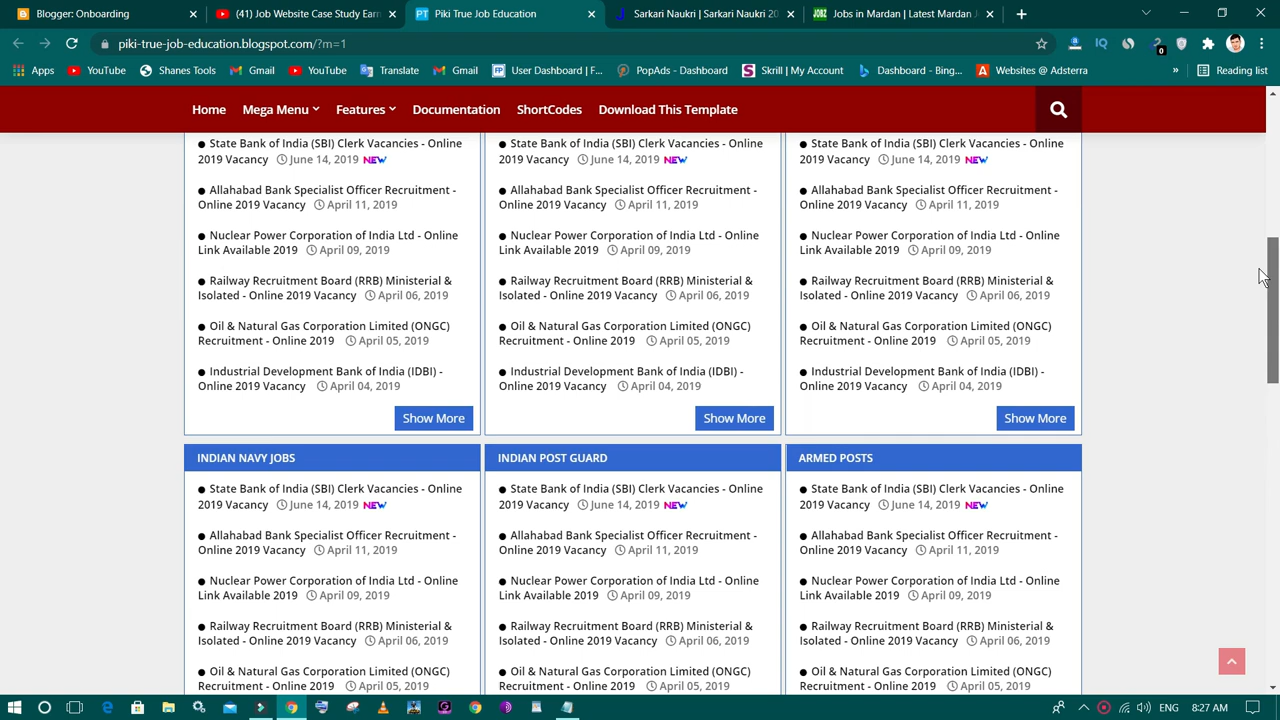 Blogger: Onboarding
(41) Job Website Case Study Earn
Piki True Job Education
Sarkari Naukri | Sarkari Naukri 20
Jobs in Mardan | Latest Mardan J
piki-true-job-education.blogspot.com/?m=1
0
Apps
YouTube
Shanes Tools
Gmail
YouTube
Translate
Gmail
User Dashboard | F...
PopAds - Dashboard
Skrill | My Account
Dashboard - Bing...
Websites @ Adsterra
»
Reading list
Home
Mega Menu
Features
Documentation
ShortCodes
Download This Template
State Bank of India (SBI) Clerk Vacancies - Online
2019 Vacancy June 14, 2019 NEW
Allahabad Bank Specialist Officer Recruitment -
Online 2019 Vacancy April 11, 2019
Nuclear Power Corporation of India Ltd - Online
Link Available 2019 April 09, 2019
Railway Recruitment Board (RRB) Ministerial &
Isolated - Online 2019 Vacancy April 06, 2019
Oil & Natural Gas Corporation Limited (ONGC)
Recruitment - Online 2019 April 05, 2019
Industrial Development Bank of India (IDBI) -
Online 2019 Vacancy April 04, 2019
Show More
State Bank of India (SBI) Clerk Vacancies - Online
2019 Vacancy June 14, 2019 NEW
Allahabad Bank Specialist Officer Recruitment -
Online 2019 Vacancy April 11, 2019
Nuclear Power Corporation of India Ltd - Online
Link Available 2019 April 09, 2019
Railway Recruitment Board (RRB) Ministerial &
Isolated - Online 2019 Vacancy April 06, 2019
Oil & Natural Gas Corporation Limited (ONGC)
Recruitment - Online 2019 April 05, 2019
Industrial Development Bank of India (IDBI) -
Online 2019 Vacancy April 04, 2019
Show More
State Bank of India (SBI) Clerk Vacancies - Online
2019 Vacancy June 14, 2019 NEW
Allahabad Bank Specialist Officer Recruitment -
Online 2019 Vacancy April 11, 2019
Nuclear Power Corporation of India Ltd - Online
Link Available 2019 April 09, 2019
Railway Recruitment Board (RRB) Ministerial &
Isolated - Online 2019 Vacancy April 06, 2019
Oil & Natural Gas Corporation Limited (ONGC)
Recruitment - Online 2019 April 05, 2019
Industrial Development Bank of India (IDBI) -
Online 2019 Vacancy April 04, 2019
Show More
INDIAN NAVY JOBS
State Bank of India (SBI) Clerk Vacancies - Online
2019 Vacancy June 14, 2019 NEW
Allahabad Bank Specialist Officer Recruitment -
Online 2019 Vacancy April 11, 2019
Nuclear Power Corporation of India Ltd - Online
Link Available 2019 April 09, 2019
Railway Recruitment Board (RRB) Ministerial &
Isolated - Online 2019 Vacancy April 06, 2019
Oil & Natural Gas Corporation Limited (ONGC)
Recruitment - Online 2019 April 05, 2019
INDIAN POST GUARD
State Bank of India (SBI) Clerk Vacancies - Online
2019 Vacancy June 14, 2019 NEW
Allahabad Bank Specialist Officer Recruitment -
Online 2019 Vacancy April 11, 2019
Nuclear Power Corporation of India Ltd - Online
Link Available 2019 April 09, 2019
Railway Recruitment Board (RRB) Ministerial &
Isolated - Online 2019 Vacancy April 06, 2019
Oil & Natural Gas Corporation Limited (ONGC)
Recruitment - Online 2019 April 05, 2019
ARMED POSTS
State Bank of India (SBI) Clerk Vacancies - Online
2019 Vacancy June 14, 2019 NEW
Allahabad Bank Specialist Officer Recruitment -
Online 2019 Vacancy April 11, 2019
Nuclear Power Corporation of India Ltd - Online
Link Available 2019 April 09, 2019
Railway Recruitment Board (RRB) Ministerial &
Isolated - Online 2019 Vacancy April 06, 2019
Oil & Natural Gas Corporation Limited (ONGC)
Recruitment - Online 2019 April 05, 2019
ENG
8:27 AM